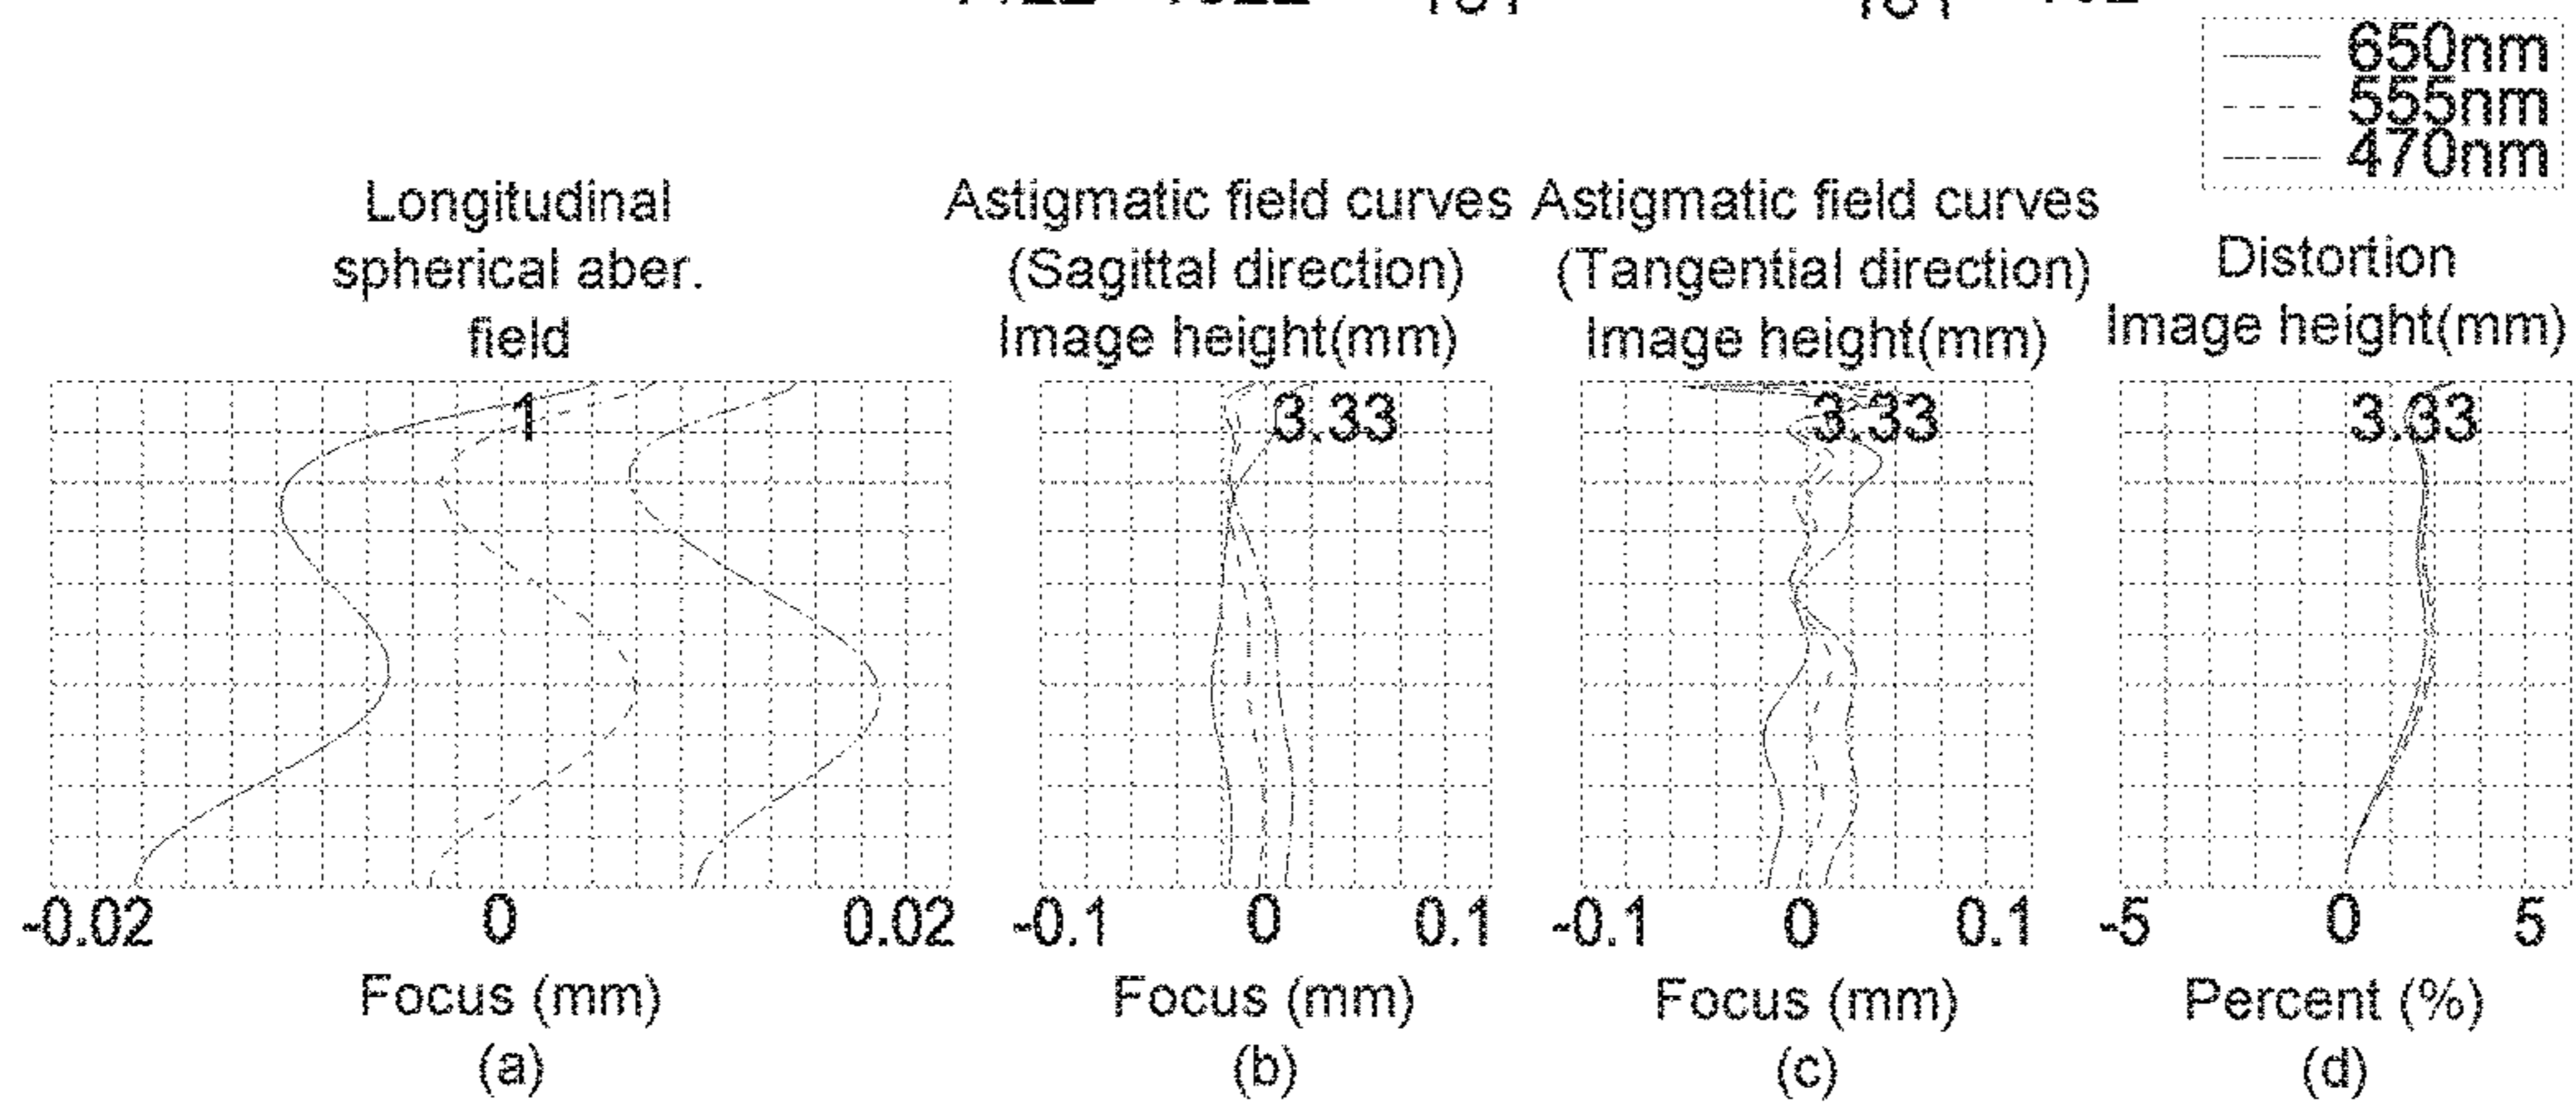 650nm
555nm
470nm
Longitudinal
spherical aber.
field
Astigmatic field curves
(Sagittal direction)
Image height(mm)
Astigmatic field curves
(Tangential direction)
Image height(mm)
Distortion
Image height(mm)
1
3.33
3.33
3.33
-0.02 0 0.02
-0.1 0 0.1
-0.1 0 0.1
-5 0 5
Focus (mm)
Focus (mm)
Focus (mm)
Percent (%)
(a)
(b)
(c)
(d)